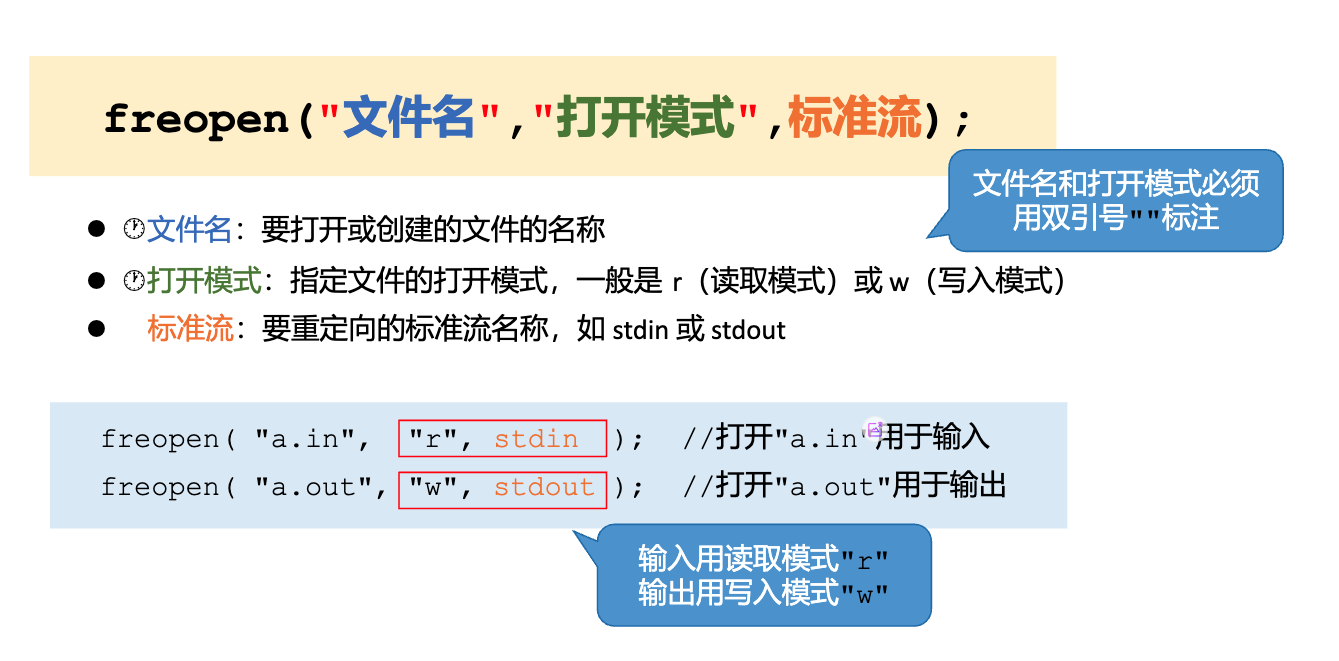 freopen("文件名","打开模式",标准流);
文件名和打开模式必须
用双引号""标注
● 文件名：要打开或创建的文件的名称
● 打开模式：指定文件的打开模式，一般是 r（读取模式）或 w（写入模式）
● 标准流：要重定向的标准流名称，如 stdin 或 stdout
freopen( "a.in", "r", stdin ); //打开"a.in"用于输入
freopen( "a.out", "w", stdout ); //打开"a.out"用于输出
输入用读取模式"r"
输出用写入模式"w"